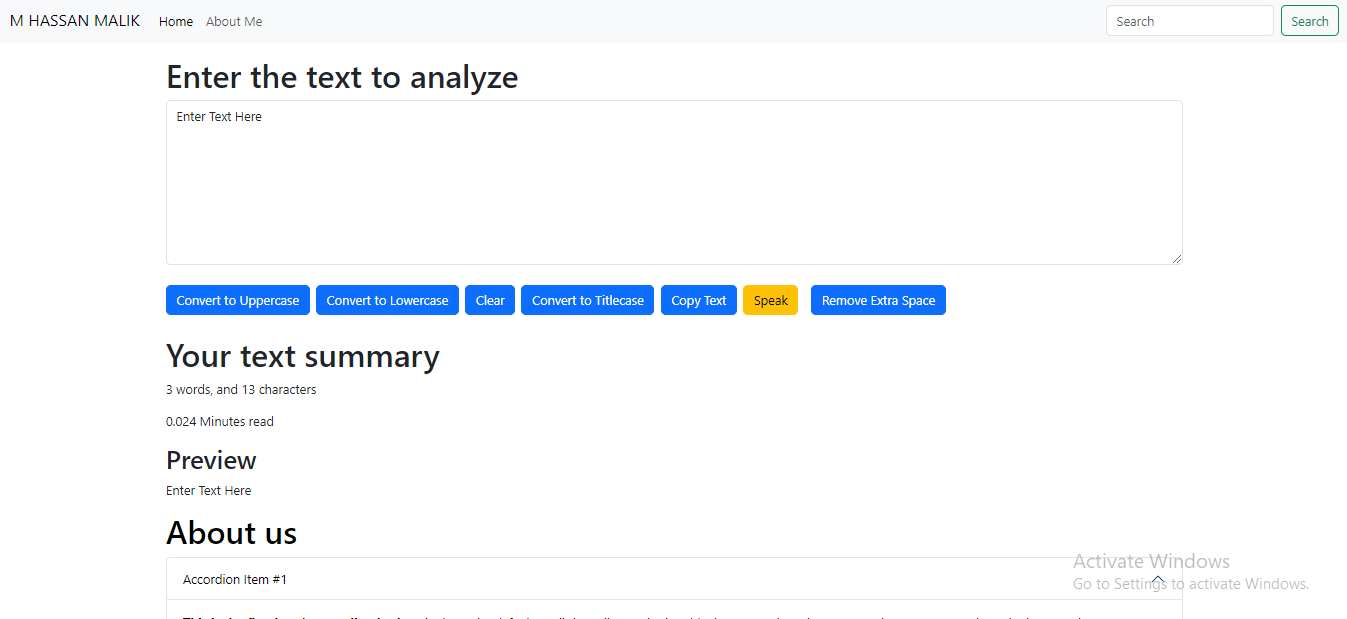 M HASSAN MALIK Home About Me Search Search
Enter the text to analyze
Enter Text Here
Convert to Uppercase Convert to Lowercase Clear Convert to Titlecase Copy Text Speak Remove Extra Space
Your text summary
3 words, and 13 characters
0.024 Minutes read
Preview
Enter Text Here
About us
Activate Windows
Accordion Item #1
Go to Settings to activate Windows.